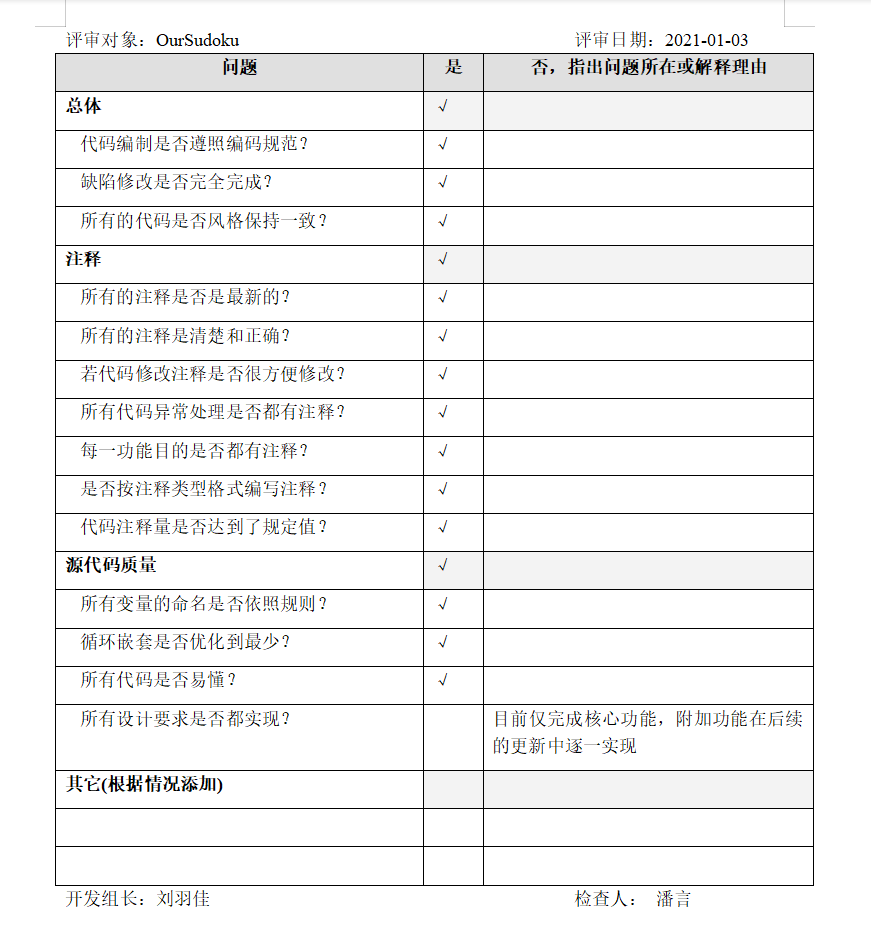 评审对象：OurSudoku 评审日期：2021-01-03
问题 是 否，指出问题所在或解释理由
总体 √
代码编制是否遵照编码规范？ √
缺陷修改是否完全完成？ √
所有的代码是否风格保持一致？ √
注释 √
所有的注释是否是最新的？ √
所有的注释是清楚和正确？ √
若代码修改注释是否很方便修改？ √
所有代码异常处理是否都有注释？ √
每一功能目的是否都有注释？ √
是否按注释类型格式编写注释？ √
代码注释量是否达到了规定值？ √
源代码质量 √
所有变量的命名是否依照规则？ √
循环嵌套是否优化到最少？ √
所有代码是否易懂？ √
所有设计要求是否都实现？ 目前仅完成核心功能，附加功能在后续
的更新中逐一实现
其它(根据情况添加)
开发组长：刘羽佳 检查人： 潘言